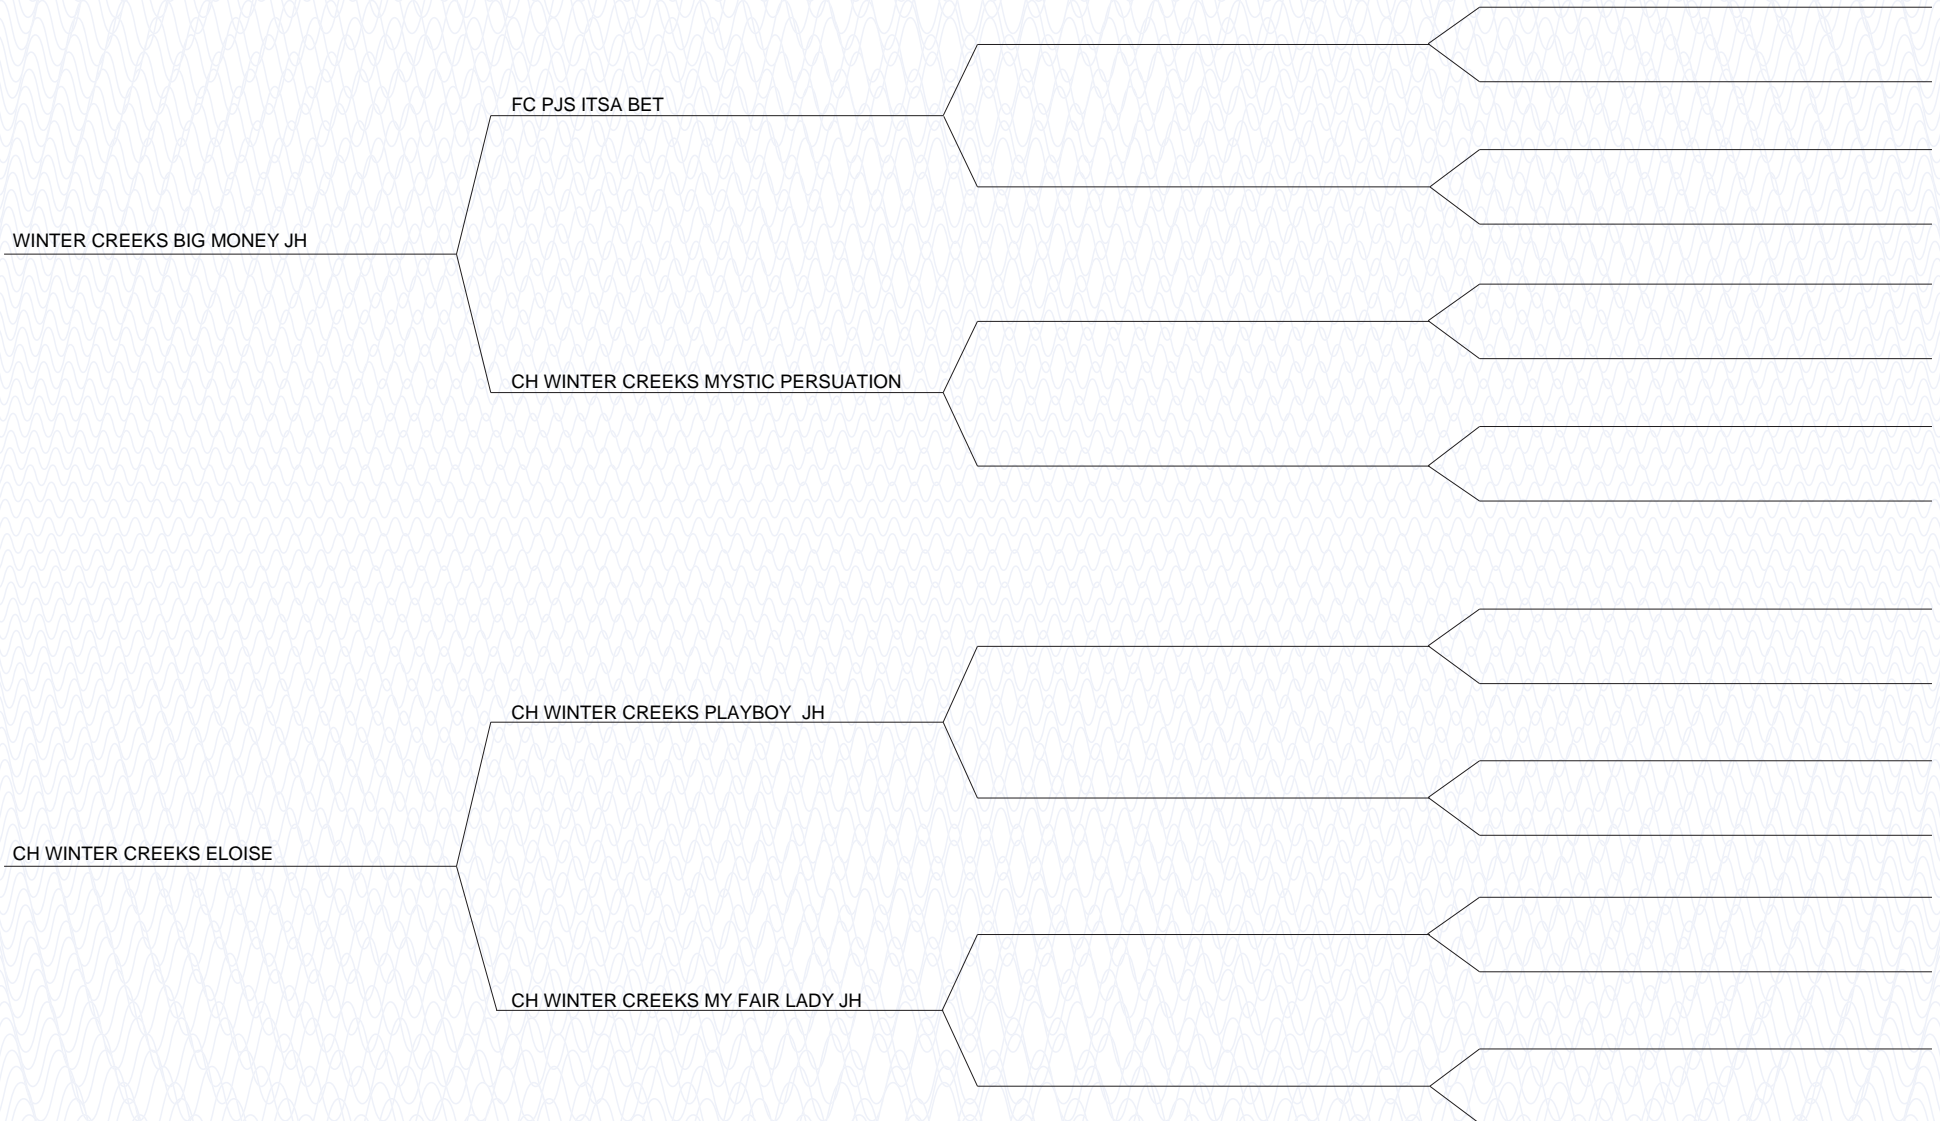 FC PJS ITSA BET
WINTER CREEKS BIG MONEY JH
CH WINTER CREEKS MYSTIC PERSUATION
CH WINTER CREEKS PLAYBOY  JH
CH WINTER CREEKS ELOISE
CH WINTER CREEKS MY FAIR LADY JH